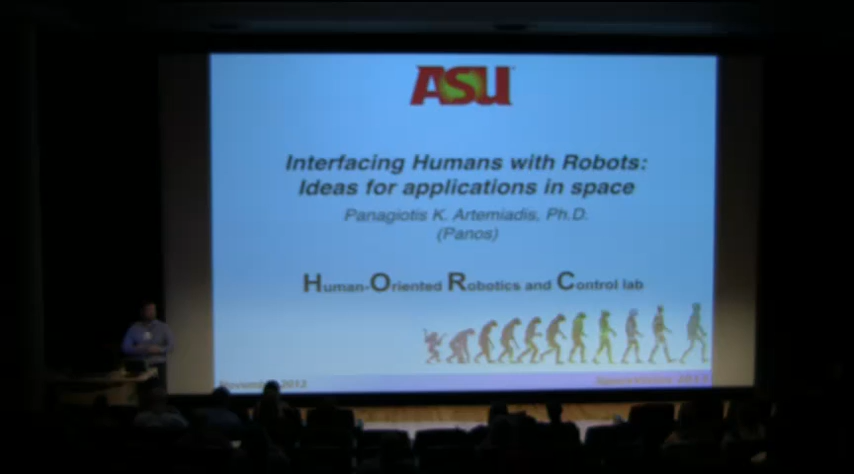 ASU
Interfacing Humans with Robots:
Ideas for applications in space
Panagiotis K. Artemiadis, Ph.D.
(Panos)
Human-Oriented Robotics and Control lab